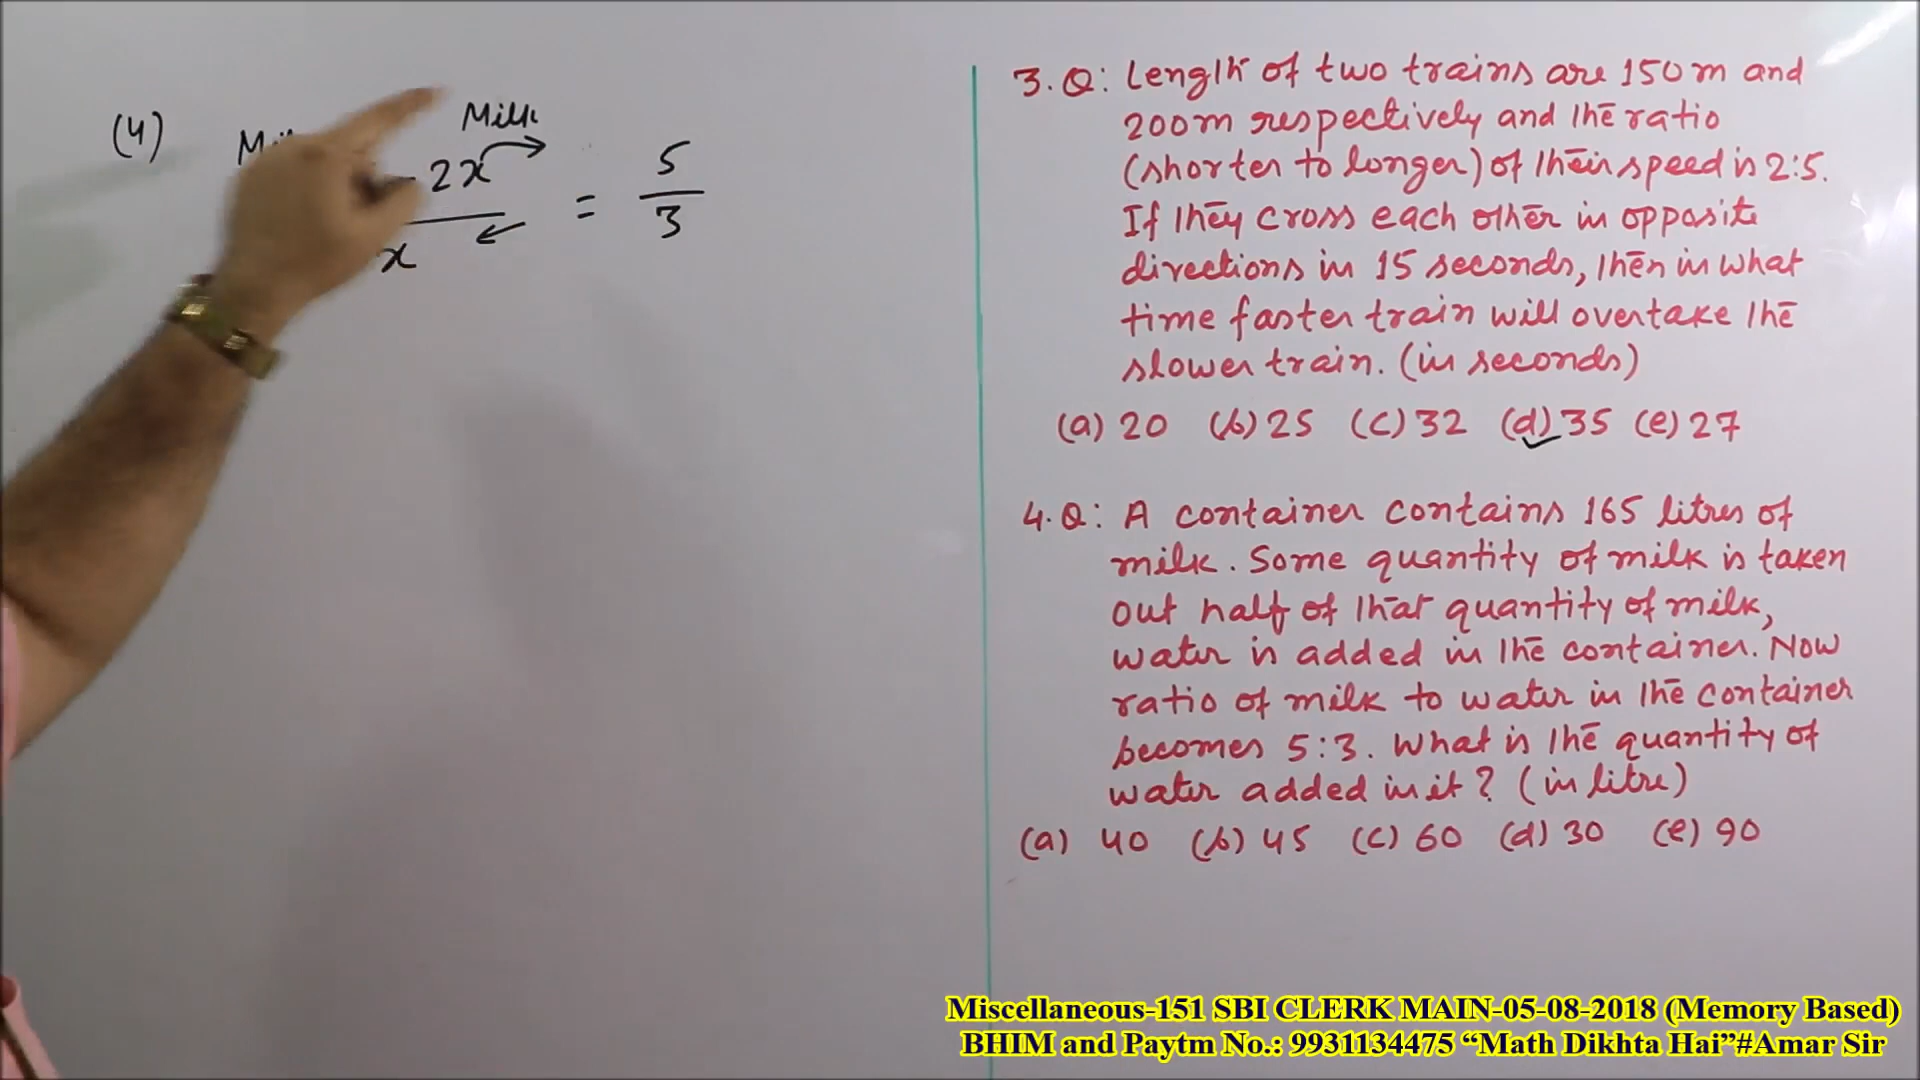 (4)
Milk
- 2x = 5
x 3
3. Q: Length of two trains are 150m and
200m respectively and the ratio
(shorter to longer) of their speed is 2:5.
If they cross each other in opposite
directions in 15 seconds, then in what
time faster train will overtake the
slower train. (in seconds)
(a) 20 (b) 25 (c) 32 (d) 35 (e) 27
4. Q: A container contains 165 litres of
milk. Some quantity of milk is taken
out half of that quantity of milk,
water is added in the container. Now
ratio of milk to water in the container
becomes 5:3. What is the quantity of
water added in it? (in litre)
(a) 40 (b) 45 (c) 60 (d) 30 (e) 90
Miscellaneous-151 SBI CLERK MAIN-05-08-2018 (Memory Based)
BHIM and Paytm No.: 9931134475 “Math Dikhta Hai”#Amar Sir